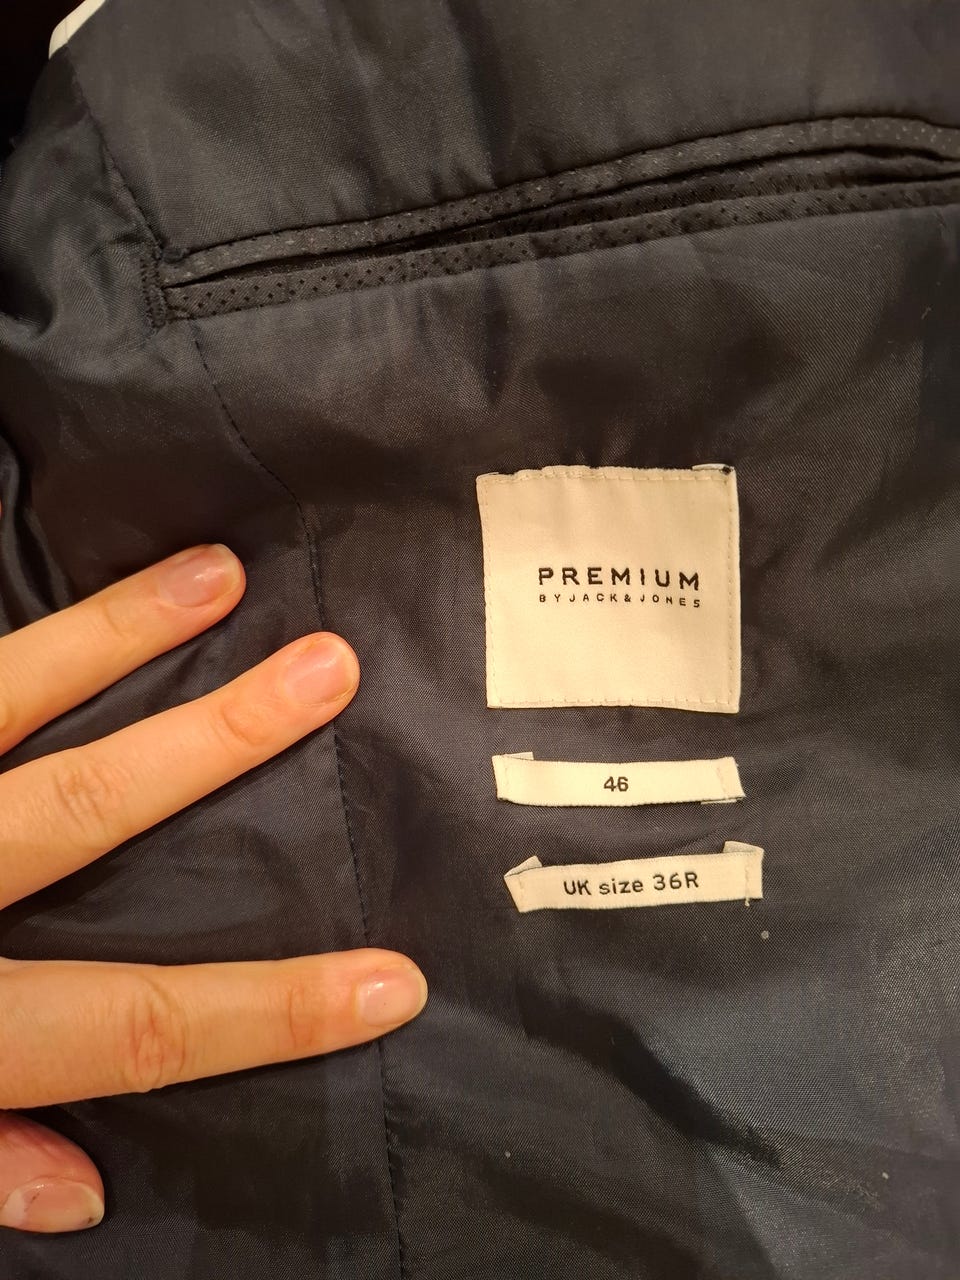 PREMIUM
BY JACK & JONES
46
UK size 36R